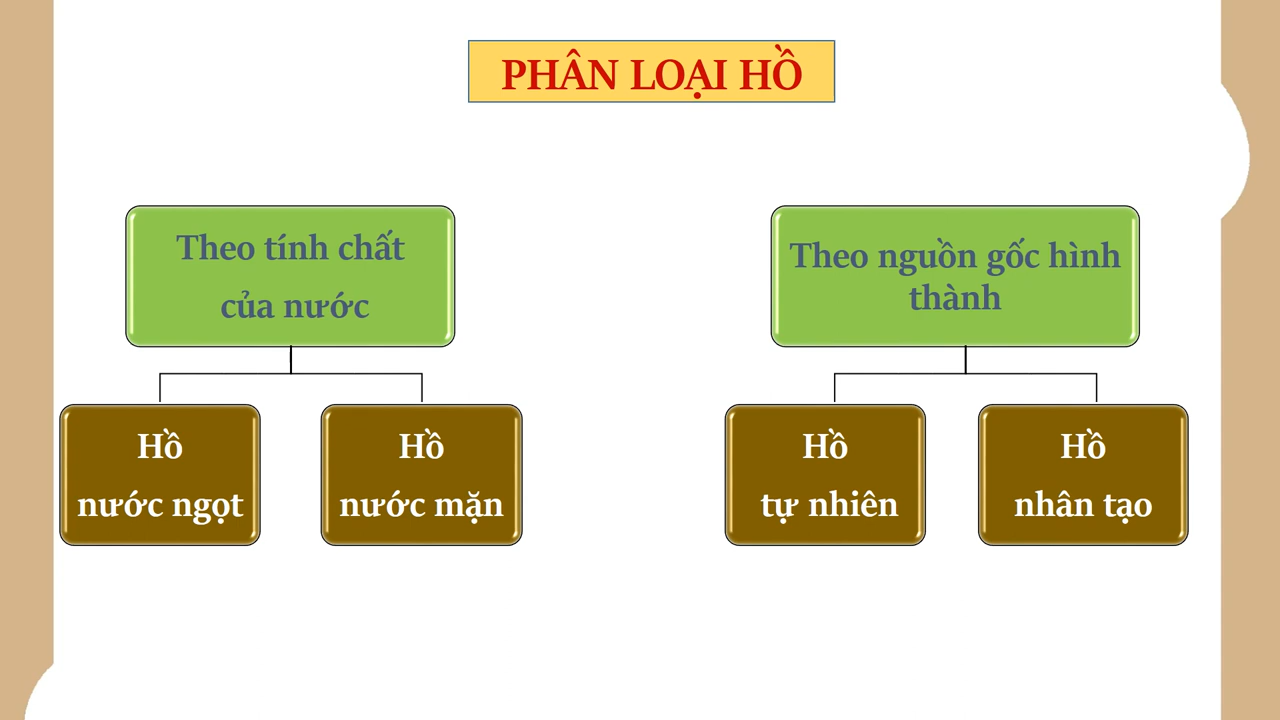 PHÂN LOẠI HỒ
Theo tính chất
của nước
Theo nguồn gốc hình
thành
Hồ
nước ngọt
Hồ
nước mặn
Hồ
tự nhiên
Hồ
nhân tạo